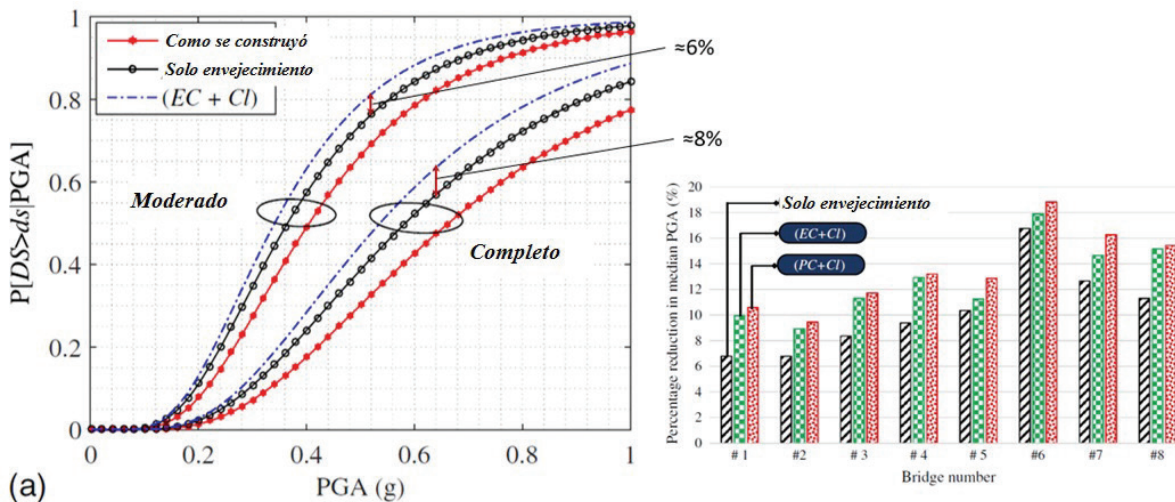 1
0.8
0.6
0.4
0.2
0
P[DS>ds|PGA]
Como se construyó
Solo envejecimiento
(EC + Cl)
Moderado
Completo
≈6%
≈8%
0 0.2 0.4 0.6 0.8 1
PGA (g)
(a)
Percentage reduction in median PGA (%)
20
18
16
14
12
10
8
6
4
2
0
Solo envejecimiento
(EC+Cl)
(PC+Cl)
# 1 #2 # 3 # 4 # 5 #6 #7 #8
Bridge number